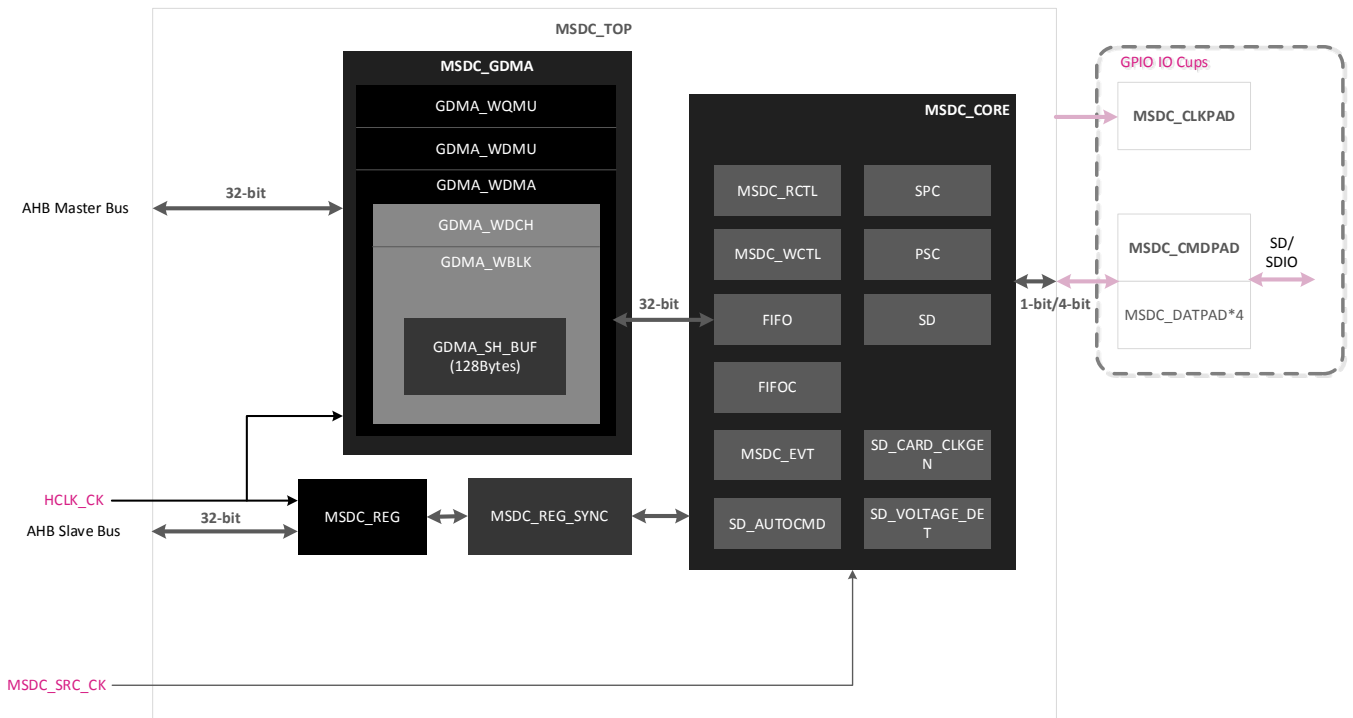 MSDC_TOP
MSDC_GDMA
GDMA_WQMU
GDMA_WDMU
GDMA_WDMA
GDMA_WDCH
GDMA_WBLK
GDMA_SH_BUF
(128Bytes)
AHB Master Bus
32-bit
32-bit
MSDC_CORE
MSDC_RCTL
SPC
MSDC_WCTL
PSC
FIFO
SD
FIFOC
MSDC_EVT
SD_CARD_CLKGE
N
SD_AUTOCMD
SD_VOLTAGE_DE
T
1-bit/4-bit
GPIO IO Cups
MSDC_CLKPAD
MSDC_CMDPAD
MSDC_DATPAD*4
SD/
SDIO
HCLK_CK
AHB Slave Bus
32-bit
MSDC_REG
MSDC_REG_SYNC
MSDC_SRC_CK